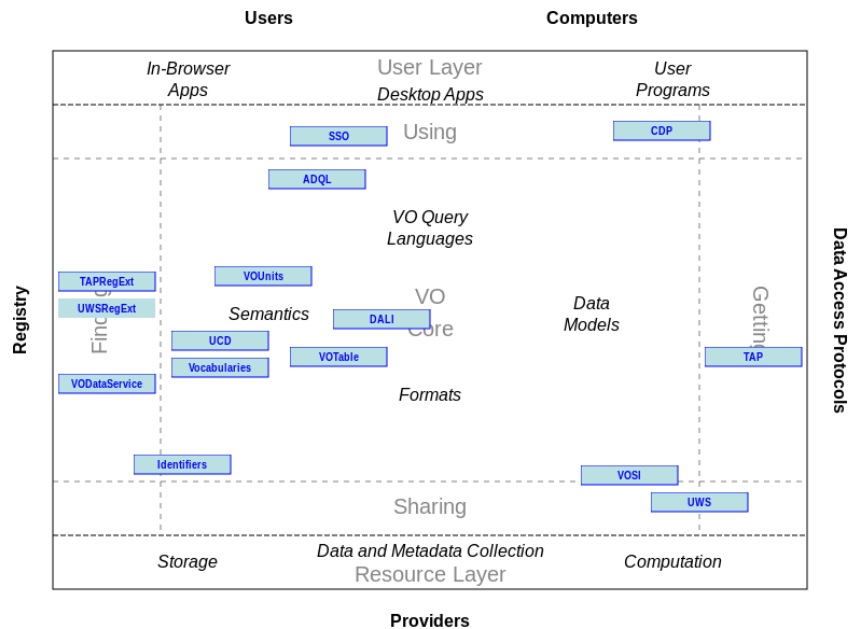 Users
Computers
In-Browser
Apps
User Layer
Desktop Apps
User
Programs
SSO
Using
CDP
ADQL
VO Query
Languages
Registry
TAPRegExt
UWSRegExt
Finding
VOUnits
Semantics
VO
Core
DALI
UCD
Vocabularies
VOTable
VODataService
Data
Models
Getting
TAP
Data Access Protocols
Formats
Identifiers
VOSI
UWS
Sharing
Storage
Data and Metadata Collection
Resource Layer
Computation
Providers